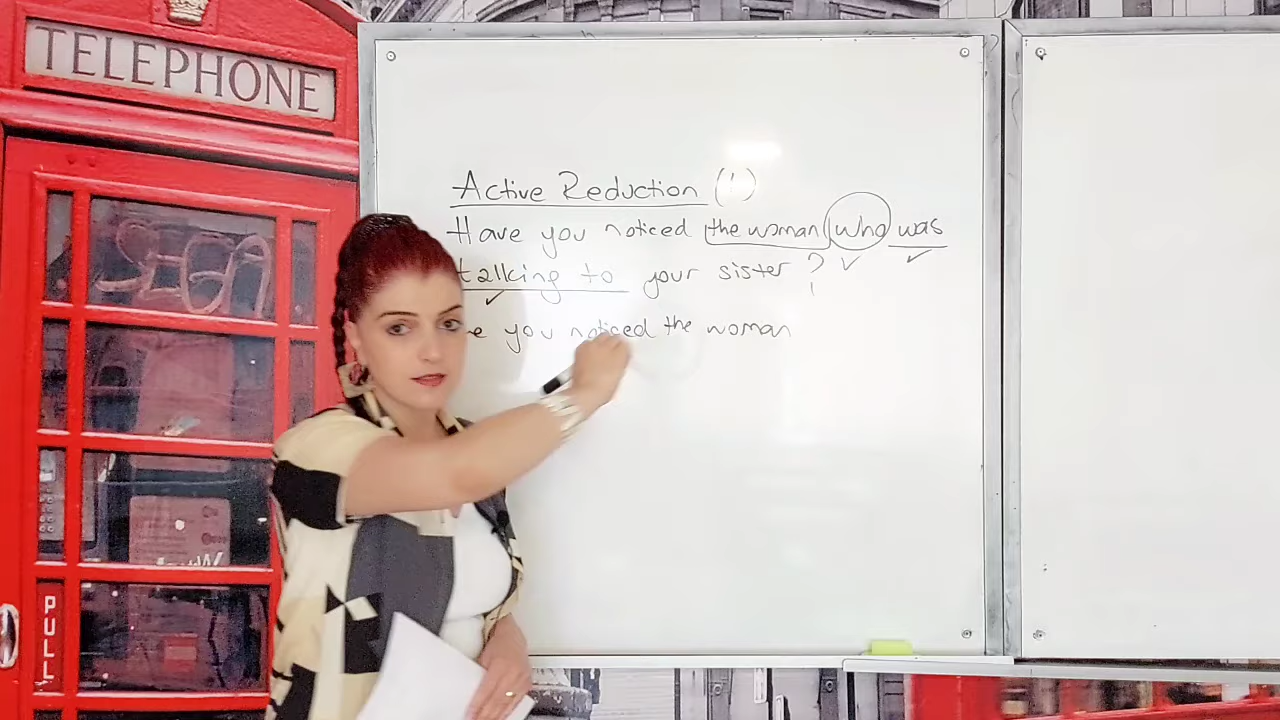 TELEPHONE
SEGA
PULL
Active Reduction (!)
Have you noticed the woman who was
talking to your sister ?
e you noticed the woman